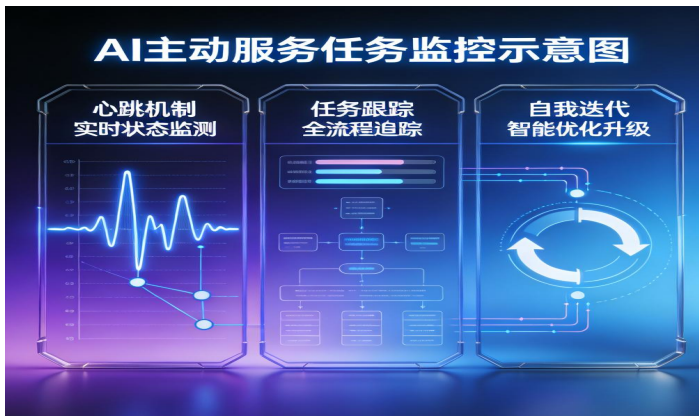 AI主动服务任务监控示意图
心跳机制
实时状态监测
任务跟踪
全流程追踪
自我迭代
智能优化升级